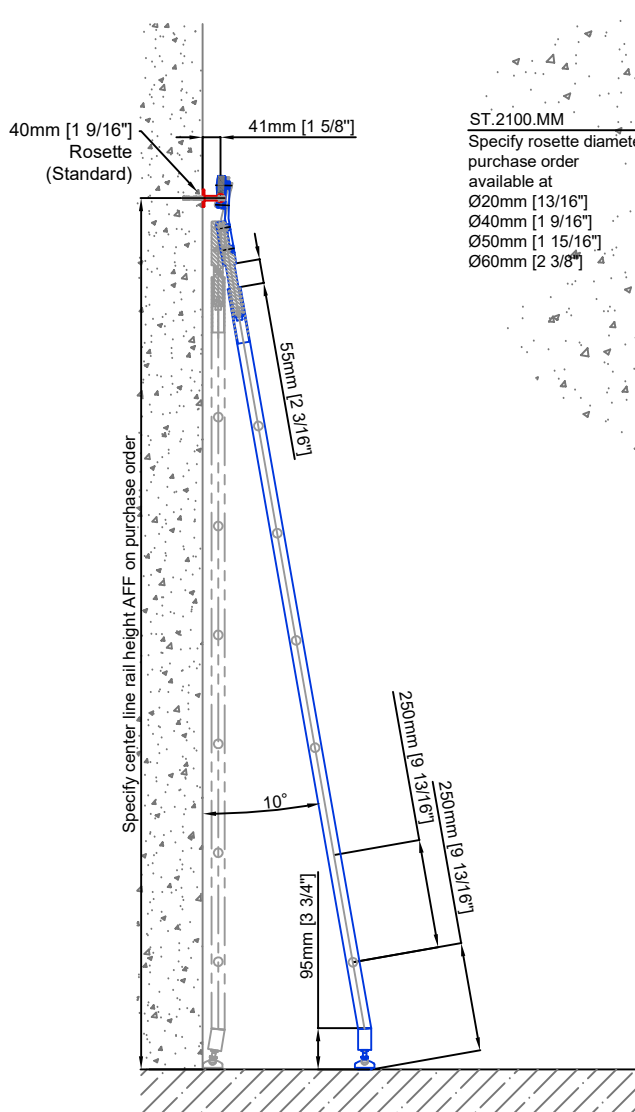 40mm [1 9/16"]
Rosette
(Standard)
41mm [1 5/8"]
ST.2100.MM
Specify rosette diamete
purchase order
available at
Ø20mm [13/16"]
Ø40mm [1 9/16"]
Ø50mm [1 15/16"]
Ø60mm [2 3/8"]
55mm [2 3/16"]
Specify center line rail height AFF on purchase order
10°
250mm [9 13/16"]
250mm [9 13/16"]
95mm [3 3/4"]